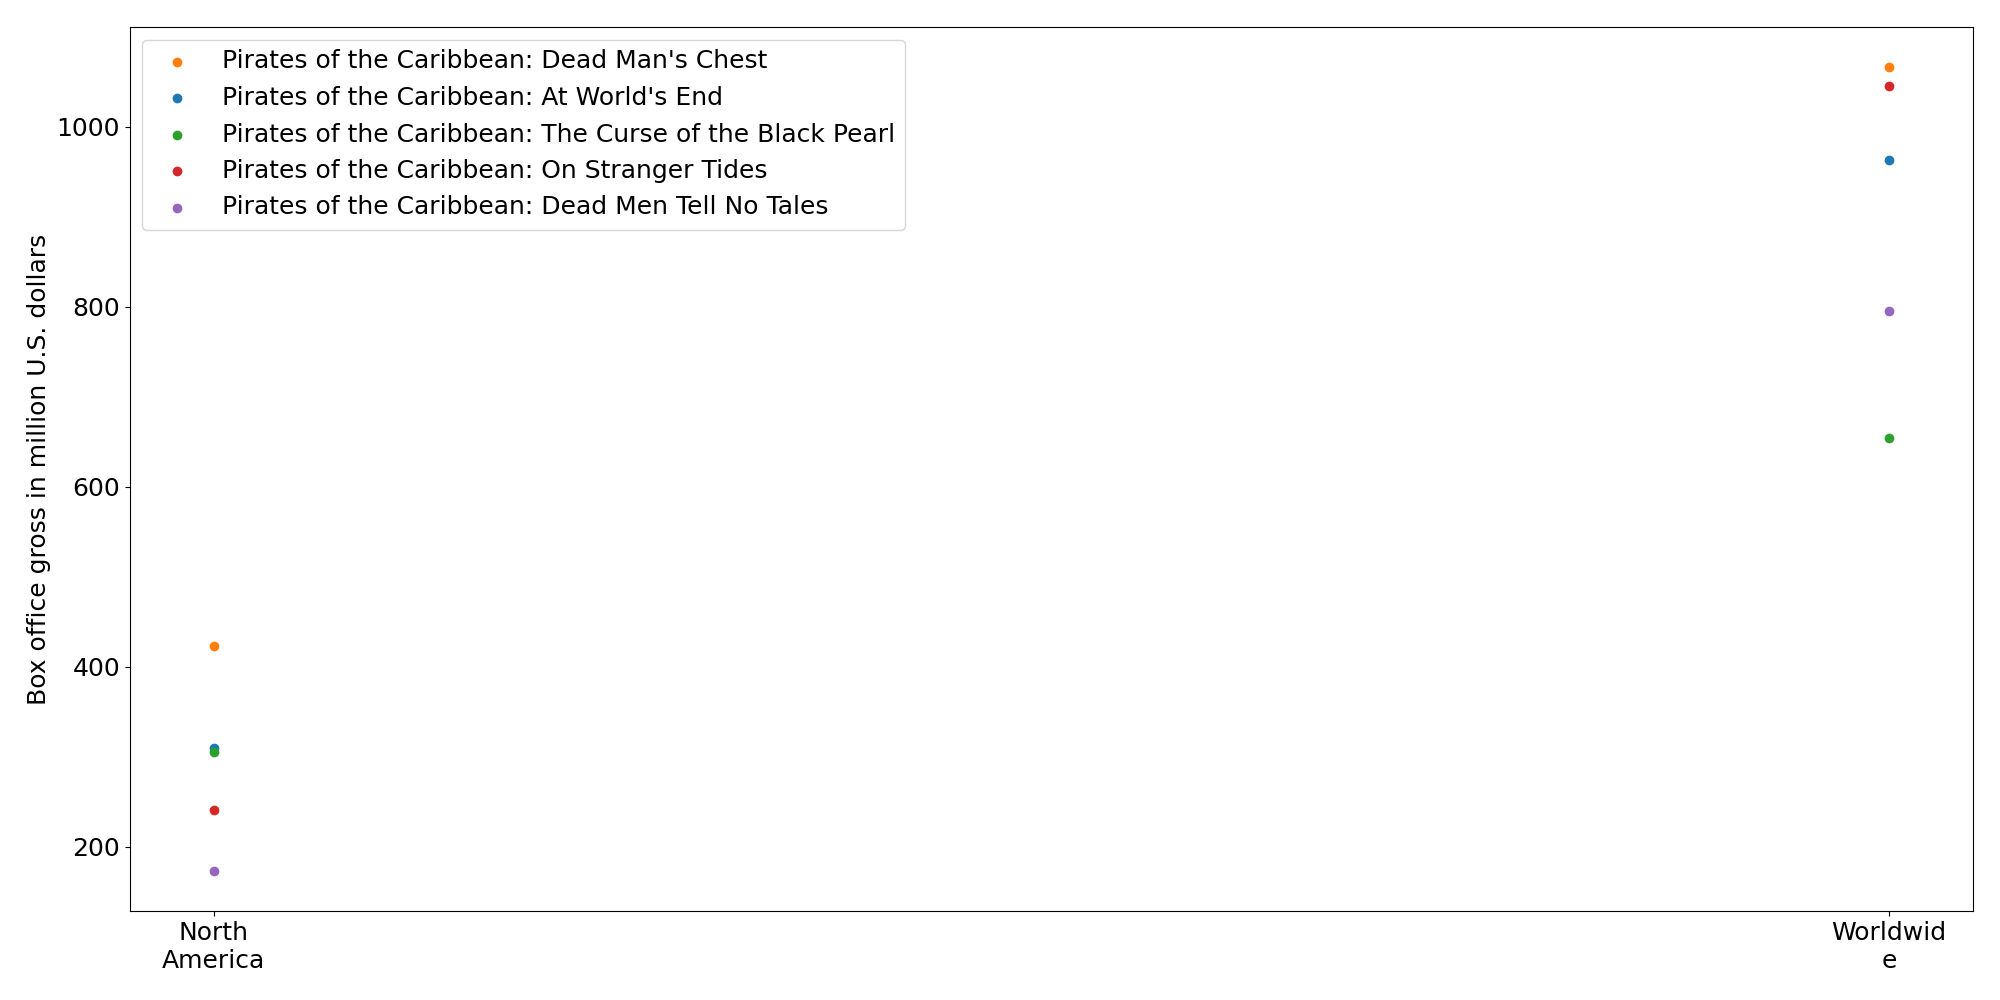 Pirates of the Caribbean: Dead Man's Chest
Pirates of the Caribbean: At World's End
Pirates of the Caribbean: The Curse of the Black Pearl
Pirates of the Caribbean: On Stranger Tides
Pirates of the Caribbean: Dead Men Tell No Tales
Box office gross in million U.S. dollars
1000
800
600
400
200
North
America
Worldwid
e